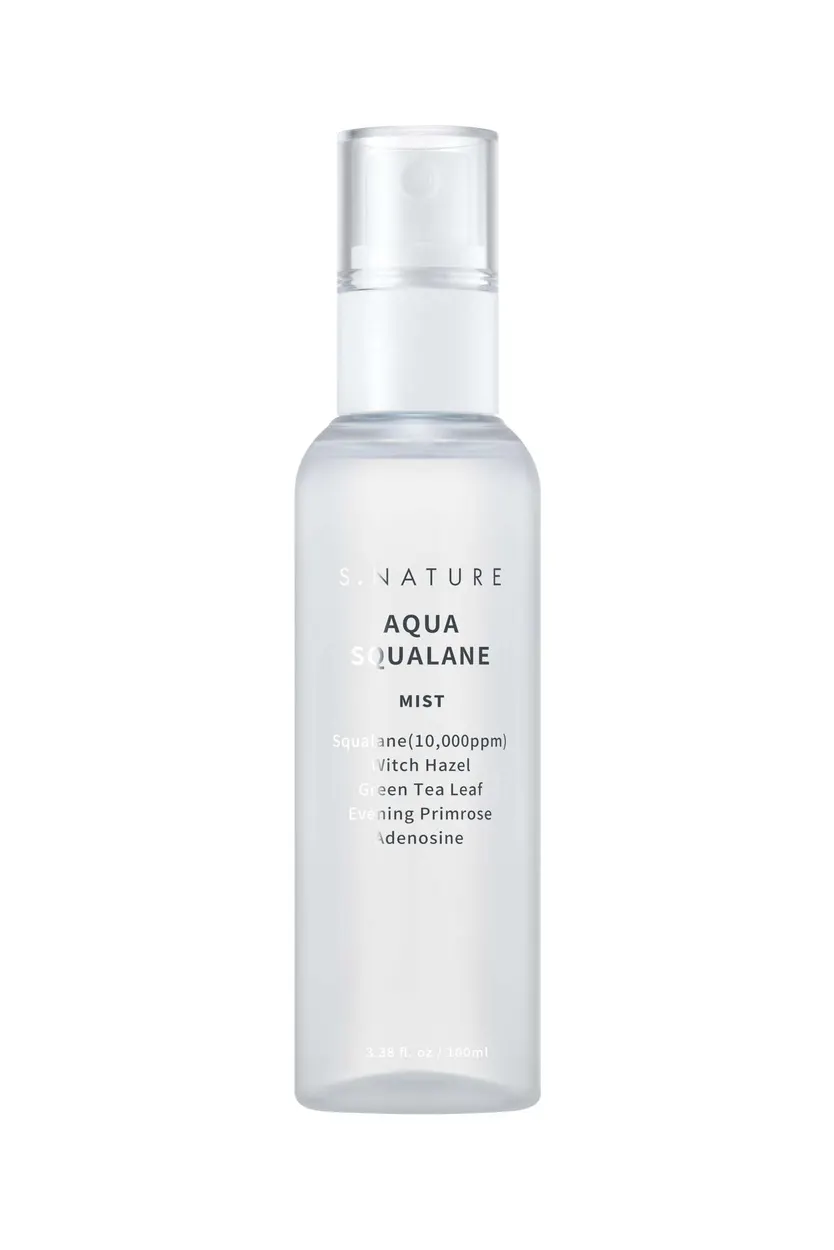 S.NATURE
AQUA
SQUALANE
MIST
Squalane(10,000ppm)
Witch Hazel
Green Tea Leaf
Evening Primrose
Adenosine
3.38 fl. oz / 100ml